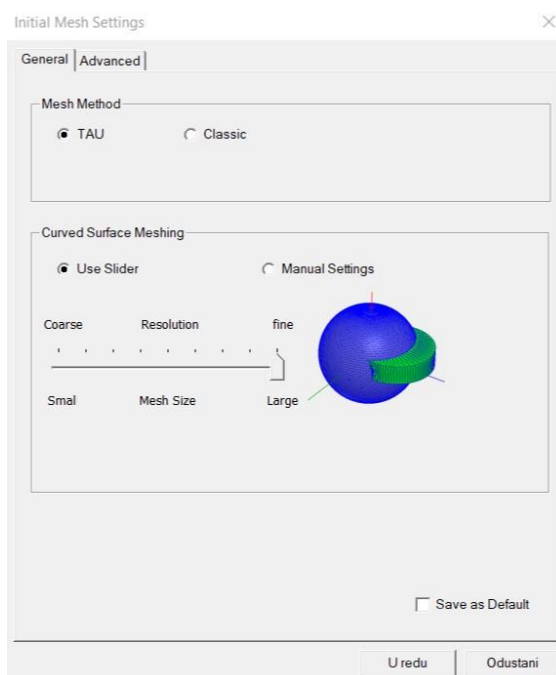 Initial Mesh Settings
General Advanced
Mesh Method
TAU Classic
Curved Surface Meshing
Use Slider Manual Settings
Coarse Resolution fine
Smal Mesh Size Large
Save as Default
U redu Odustani